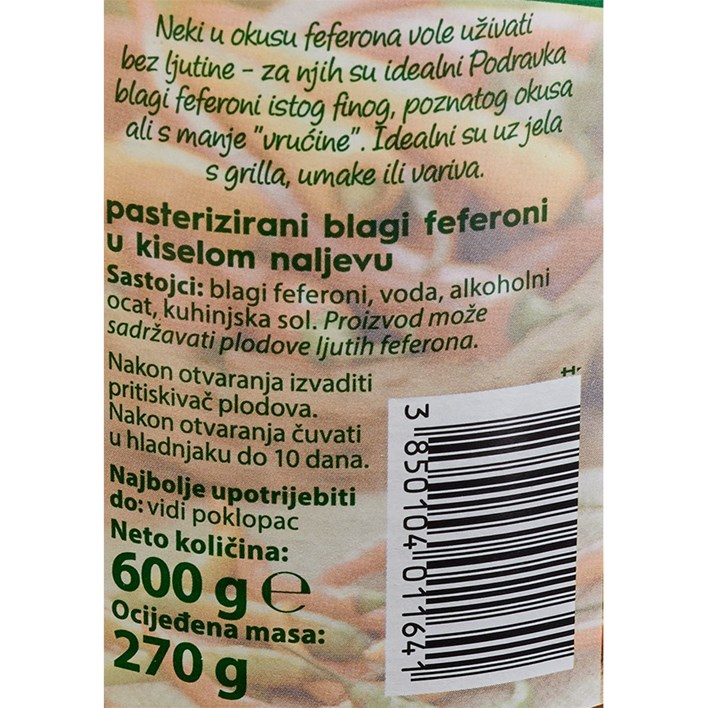 Neki u okusu feferona vole uživati
bez ljutine - za njih su idealni Podravka
blagi feferoni istog finog, poznatog okusa
ali s manje "vrućine". Idealni su uz jela
s grilla, umake ili variva.
pasterizirani blagi feferoni
u kiselom naljevu
Sastojci: blagi feferoni, voda, alkoholni
ocat, kuhinjska sol. Proizvod može
sadržavati plodove ljutih feferona.
Nakon otvaranja izvaditi
pritiskivač plodova.
Nakon otvaranja čuvati
u hladnjaku do 10 dana.
Najbolje upotrijebiti
do: vidi poklopac
Neto količina:
600 g ℮
Ocijeđena masa:
270 g
3 850104 011641